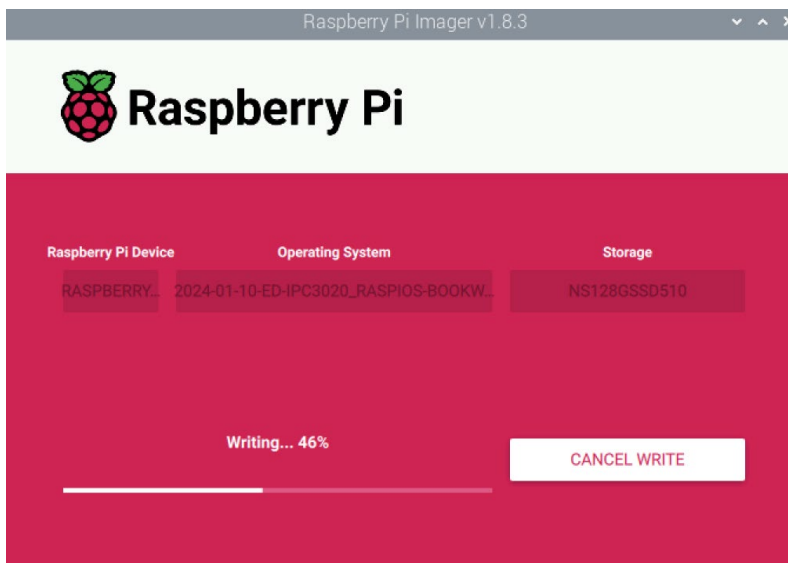 Raspberry Pi Imager v1.8.3
Raspberry Pi
Raspberry Pi Device Operating System Storage
RASPBERRY... 2024-01-10-ED-IPC3020_RASPIOS-BOOKW... NS128GSSD510
Writing... 46%
CANCEL WRITE